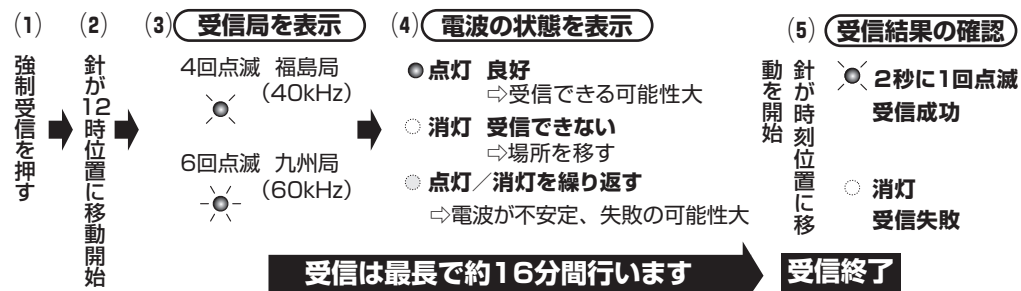 (1)
強制受信を押す
(2)
針が12時位置に移動開始
(3) 受信局を表示
4回点滅 福島局
(40kHz)
6回点滅 九州局
(60kHz)
(4) 電波の状態を表示
点灯 良好
⇨受信できる可能性大
消灯 受信できない
⇨場所を移す
点灯/消灯を繰り返す
⇨電波が不安定、失敗の可能性大
(5) 受信結果の確認
針が時刻位置に移
動を開始
2秒に1回点滅
受信成功
消灯
受信失敗
受信は最長で約16分間行います
受信終了